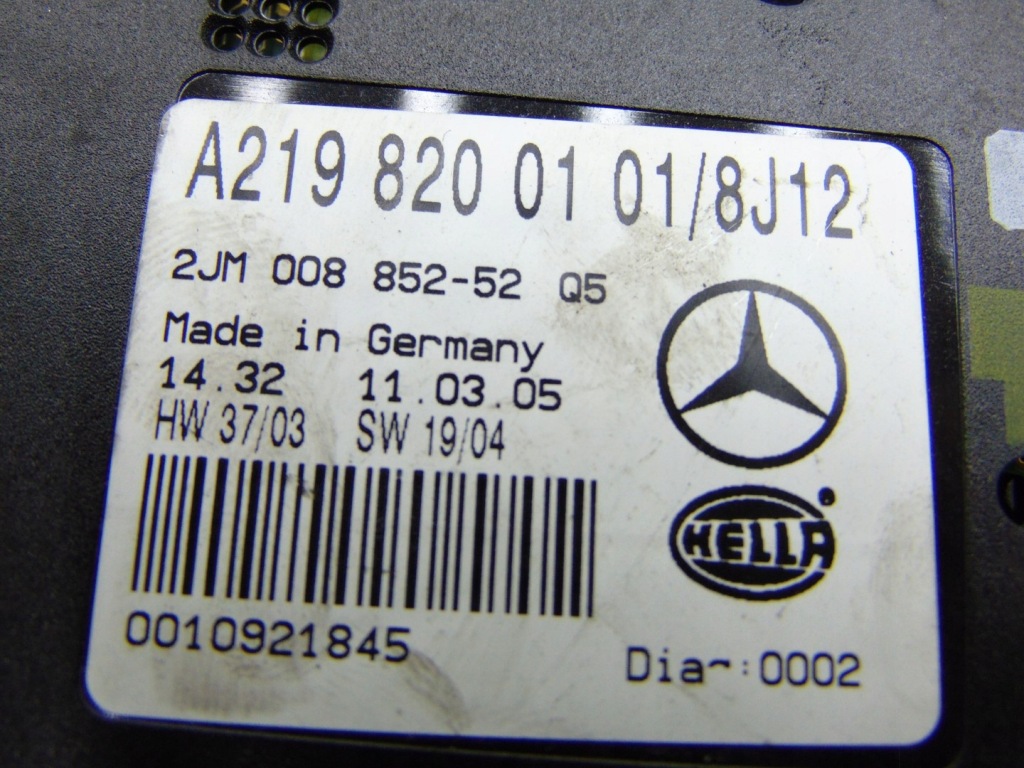 A219 820 01 01/8J12
2JM 008 852-52 Q5
Made in Germany
14.32 11.03.05
HW 37/03 SW 19/04
HELLA
0010921845
Dia~:0002